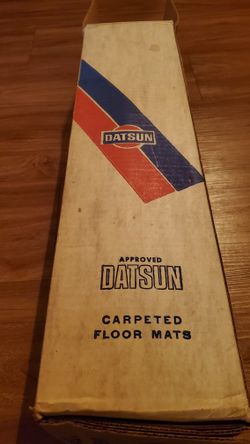 DATSUN
APPROVED
DATSUN
CARPETED
FLOOR MATS